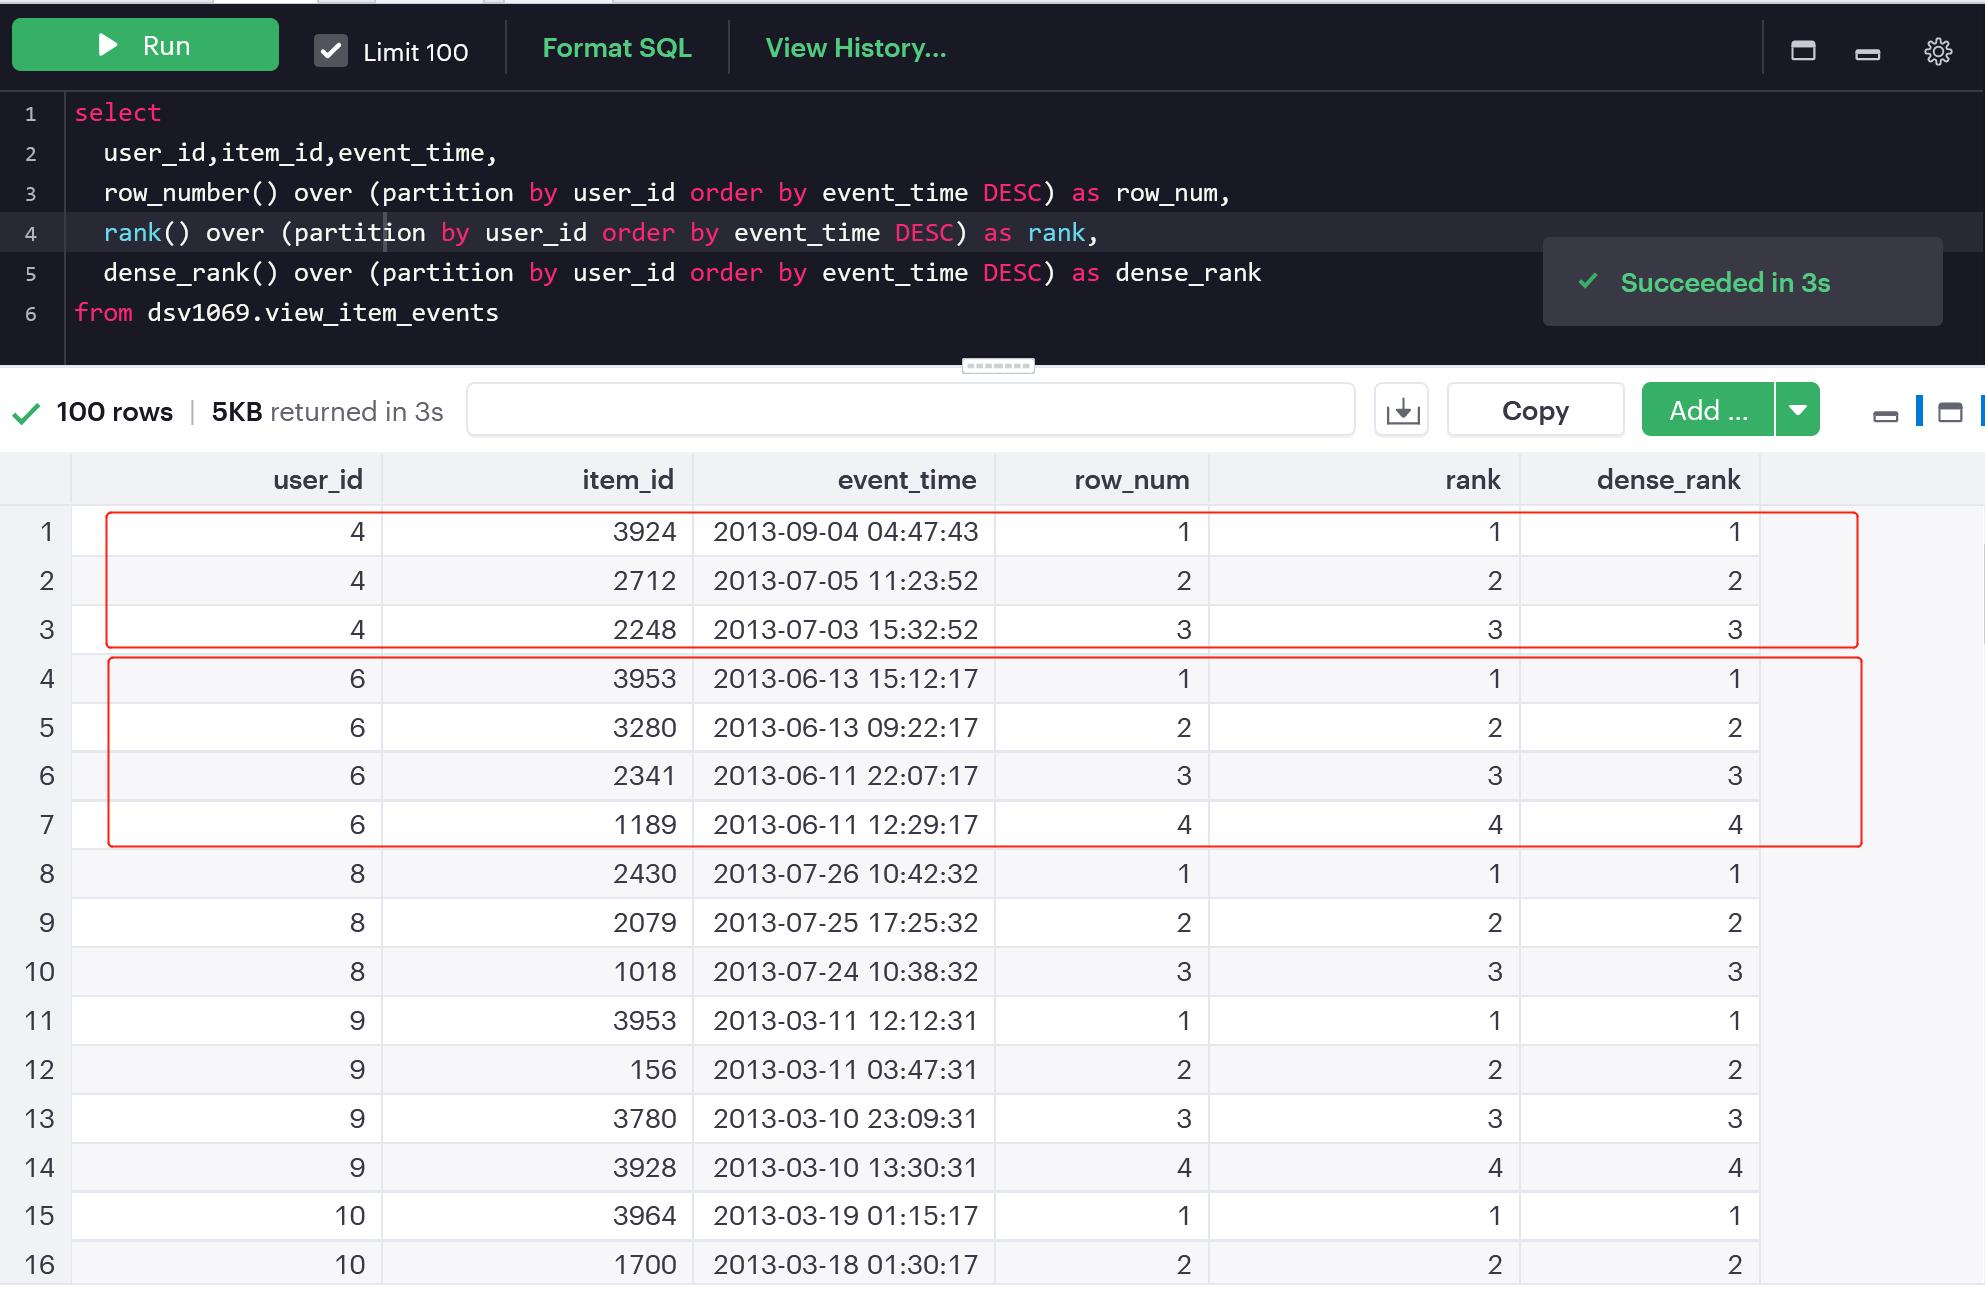 Run Limit 100 Format SQL View History...
1 select
2 user_id,item_id,event_time,
3 row_number() over (partition by user_id order by event_time DESC) as row_num,
4 rank() over (partition by user_id order by event_time DESC) as rank,
5 dense_rank() over (partition by user_id order by event_time DESC) as dense_rank
6 from dsv1069.view_item_events
Succeeded in 3s
100 rows | 5KB returned in 3s Copy Add ...
user_id item_id event_time row_num rank dense_rank
1 4 3924 2013-09-04 04:47:43 1 1 1
2 4 2712 2013-07-05 11:23:52 2 2 2
3 4 2248 2013-07-03 15:32:52 3 3 3
4 6 3953 2013-06-13 15:12:17 1 1 1
5 6 3280 2013-06-13 09:22:17 2 2 2
6 6 2341 2013-06-11 22:07:17 3 3 3
7 6 1189 2013-06-11 12:29:17 4 4 4
8 8 2430 2013-07-26 10:42:32 1 1 1
9 8 2079 2013-07-25 17:25:32 2 2 2
10 8 1018 2013-07-24 10:38:32 3 3 3
11 9 3953 2013-03-11 12:12:31 1 1 1
12 9 156 2013-03-11 03:47:31 2 2 2
13 9 3780 2013-03-10 23:09:31 3 3 3
14 9 3928 2013-03-10 13:30:31 4 4 4
15 10 3964 2013-03-19 01:15:17 1 1 1
16 10 1700 2013-03-18 01:30:17 2 2 2